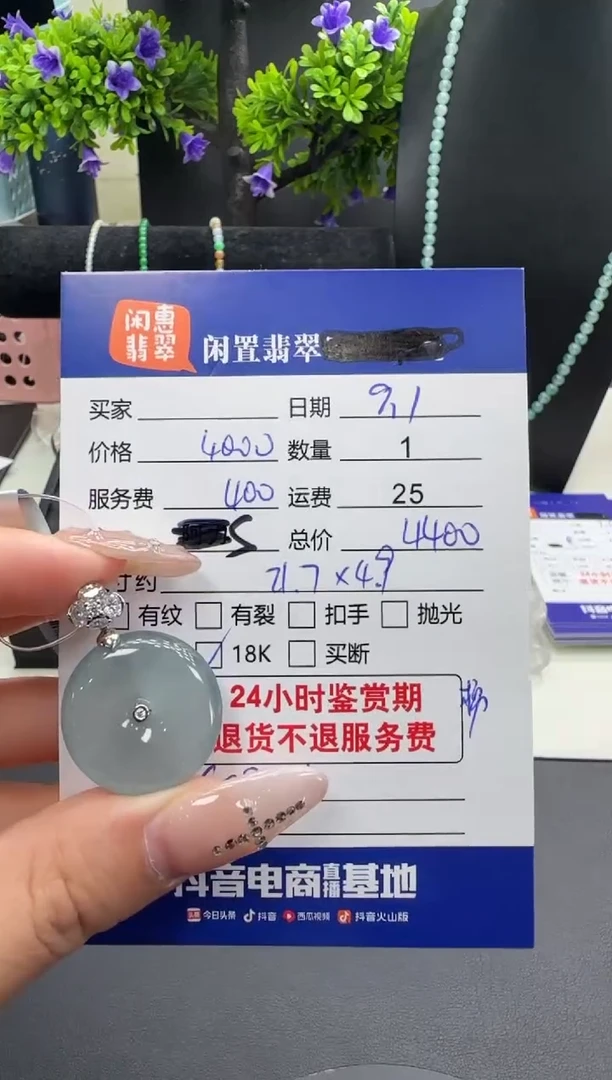 闲惠
翡翠
闲置翡翠
买家 日期 9.1
价格 4000 数量 1
服务费 400 运费 25
S 总价 4400
寸约 21.7×4.9
有纹 有裂 扣手 抛光
18K 买断
24小时鉴赏期
退货不退服务费
抖音电商直播基地
头条 今日头条 抖音 西瓜视频 抖音火山版